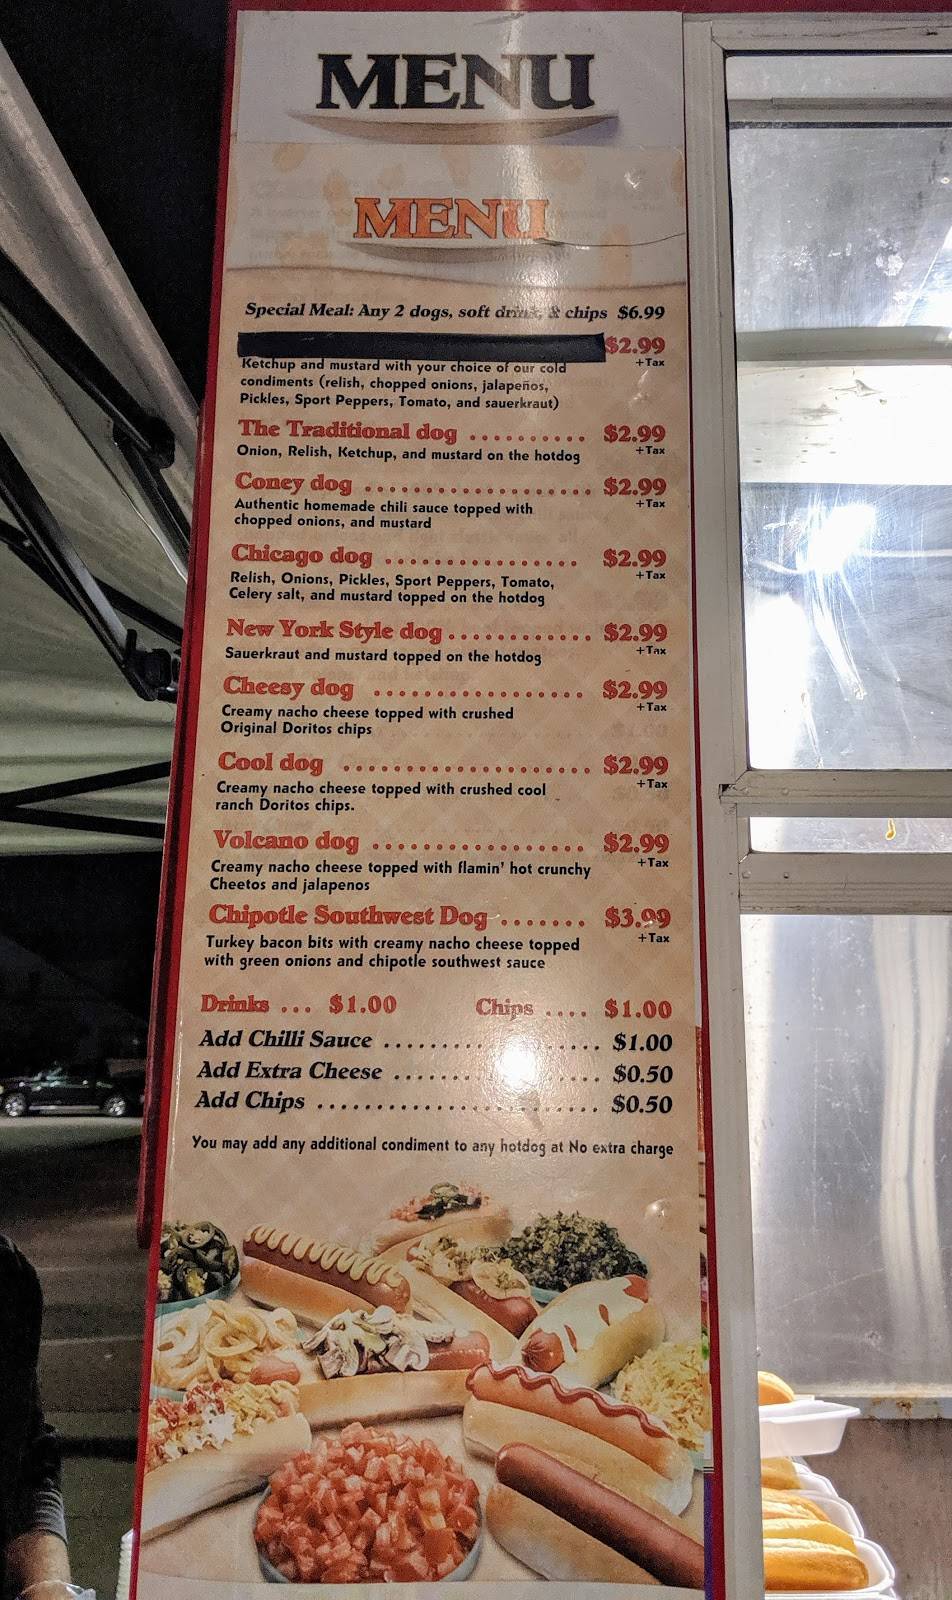 MENU
MENU
Special Meal: Any 2 dogs, soft drink, & chips $6.99
$2.99
+Tax
Ketchup and mustard with your choice of our cold
condiments (relish, chopped onions, jalapeños,
Pickles, Sport Peppers, Tomato, and sauerkraut)
The Traditional dog .......... $2.99
+Tax
Onion, Relish, Ketchup, and mustard on the hotdog
Coney dog .................... $2.99
+Tax
Authentic homemade chili sauce topped with
chopped onions, and mustard
Chicago dog ................. $2.99
+Tax
Relish, Onions, Pickles, Sport Peppers, Tomato,
Celery salt, and mustard topped on the hotdog
New York Style dog ............. $2.99
+Tax
Sauerkraut and mustard topped on the hotdog
Cheesy dog .................. $2.99
+Tax
Creamy nacho cheese topped with crushed
Original Doritos chips
Cool dog ...................... $2.99
+Tax
Creamy nacho cheese topped with crushed cool
ranch Doritos chips.
Volcano dog ................... $2.99
+Tax
Creamy nacho cheese topped with flamin' hot crunchy
Cheetos and jalapenos
Chipotle Southwest Dog ....... $3.99
+Tax
Turkey bacon bits with creamy nacho cheese topped
with green onions and chipotle southwest sauce
Drinks ... $1.00 Chips .... $1.00
Add Chilli Sauce .................... $1.00
Add Extra Cheese ................... $0.50
Add Chips .......................... $0.50
You may add any additional condiment to any hotdog at No extra charge